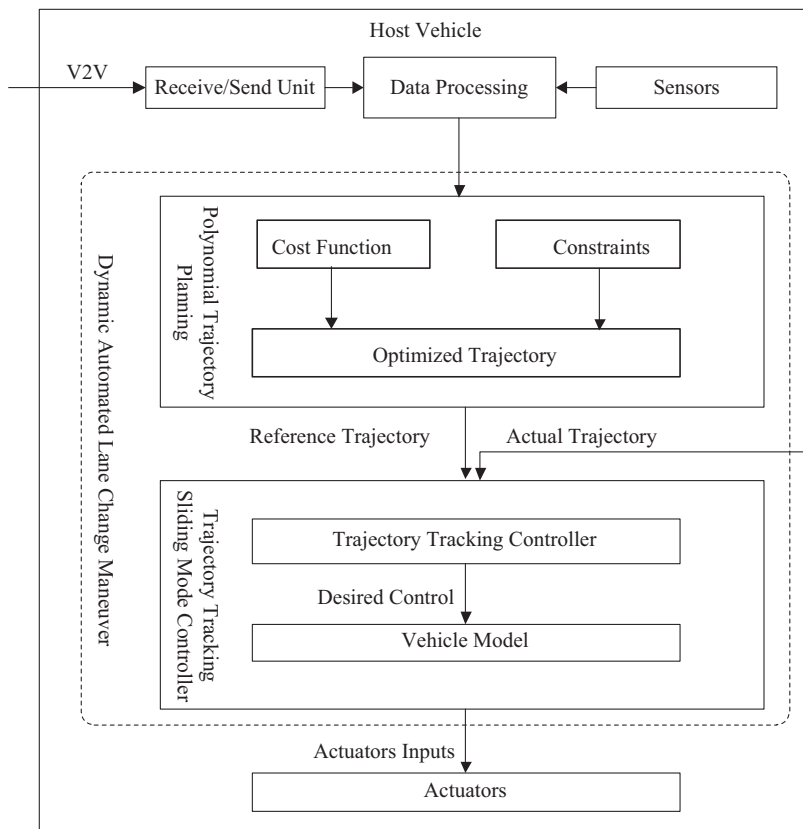 Host Vehicle
V2V
Receive/Send Unit
Data Processing
Sensors
Dynamic Automated Lane Change Maneuver
Polynomial Trajectory
Planning
Cost Function
Constraints
Optimized Trajectory
Reference Trajectory
Actual Trajectory
Trajectory Tracking
Sliding Mode Controller
Trajectory Tracking Controller
Desired Control
Vehicle Model
Actuators Inputs
Actuators